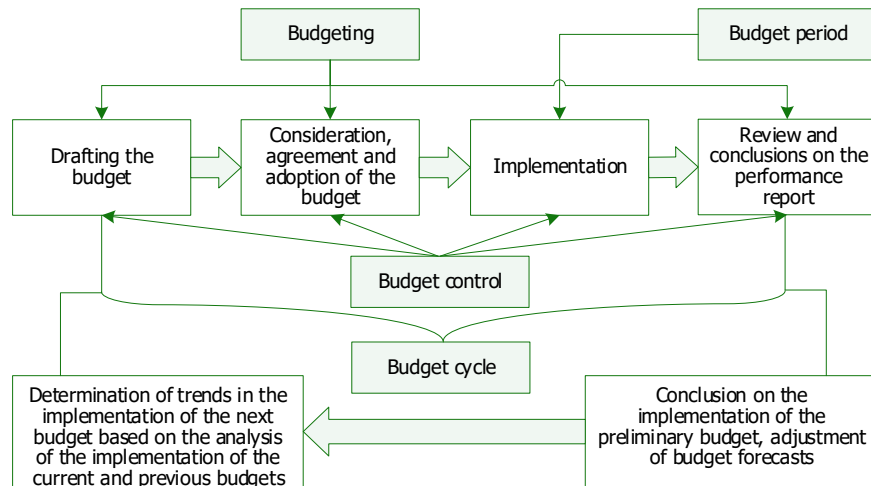 Budgeting
Budget period
Drafting the
budget
Consideration,
agreement and
adoption of the
budget
Implementation
Review and
conclusions on the
performance
report
Budget control
Budget cycle
Determination of trends in the
implementation of the next
budget based on the analysis
of the implementation of the
current and previous budgets
Conclusion on the
implementation of the
preliminary budget, adjustment
of budget forecasts